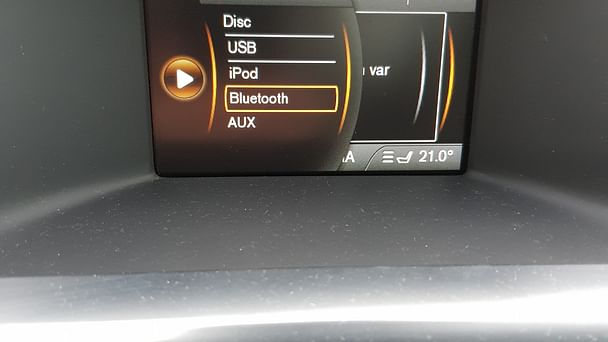 Disc
USB
iPod
var
Bluetooth
AUX
21.0°